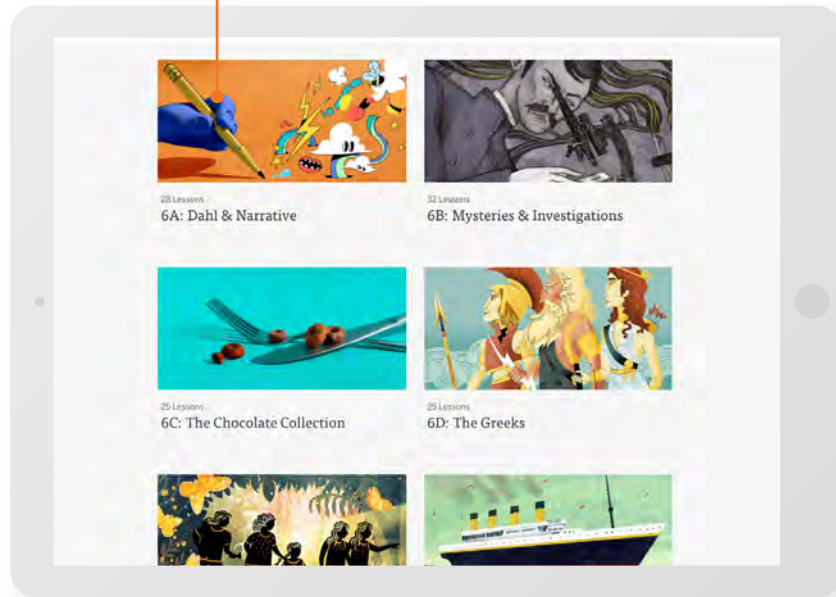 28 Lessons
6A: Dahl & Narrative
32 Lessons
6B: Mysteries & Investigations
25 Lessons
6C: The Chocolate Collection
25 Lessons
6D: The Greeks